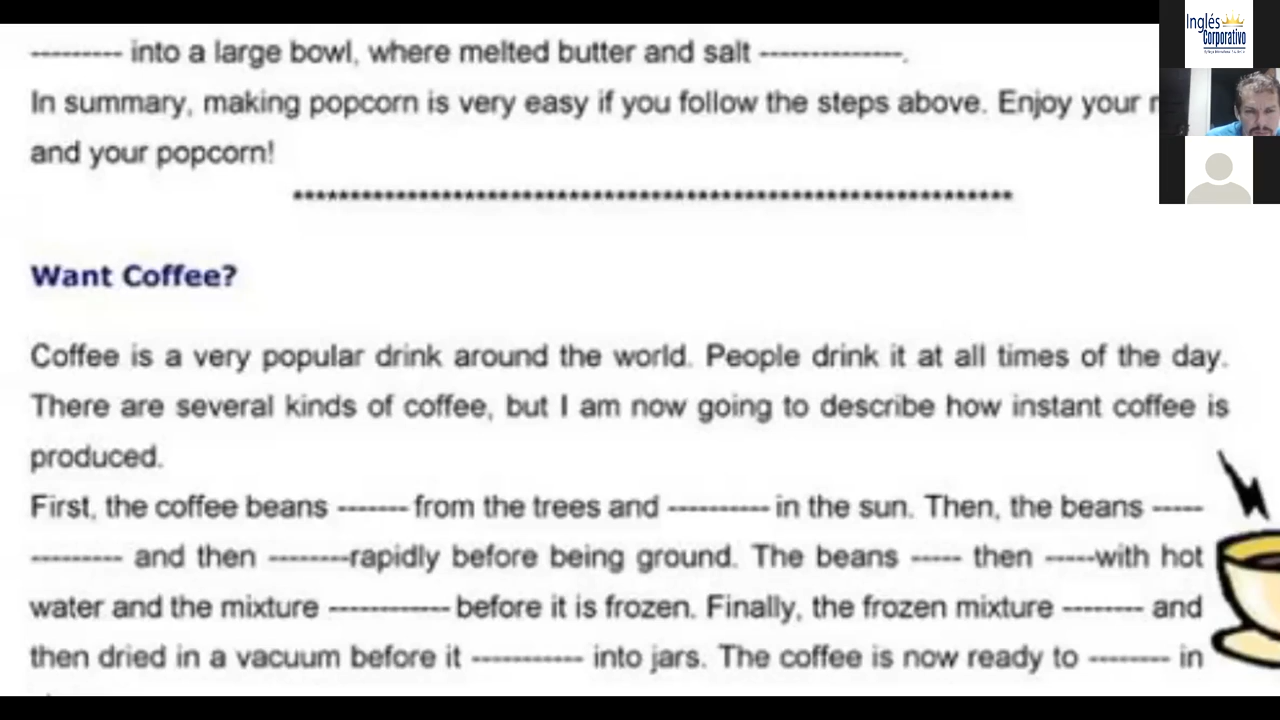 --------- into a large bowl, where melted butter and salt --------------.
In summary, making popcorn is very easy if you follow the steps above. Enjoy your
and your popcorn!
****************************************************************
Want Coffee?
Coffee is a very popular drink around the world. People drink it at all times of the day.
There are several kinds of coffee, but I am now going to describe how instant coffee is
produced.
First, the coffee beans ------- from the trees and ---------- in the sun. Then, the beans -----
--------- and then --------rapidly before being ground. The beans ----- then -----with hot
water and the mixture ------------ before it is frozen. Finally, the frozen mixture -------- and
then dried in a vacuum before it ----------- into jars. The coffee is now ready to -------- in
Inglés
Corporativo